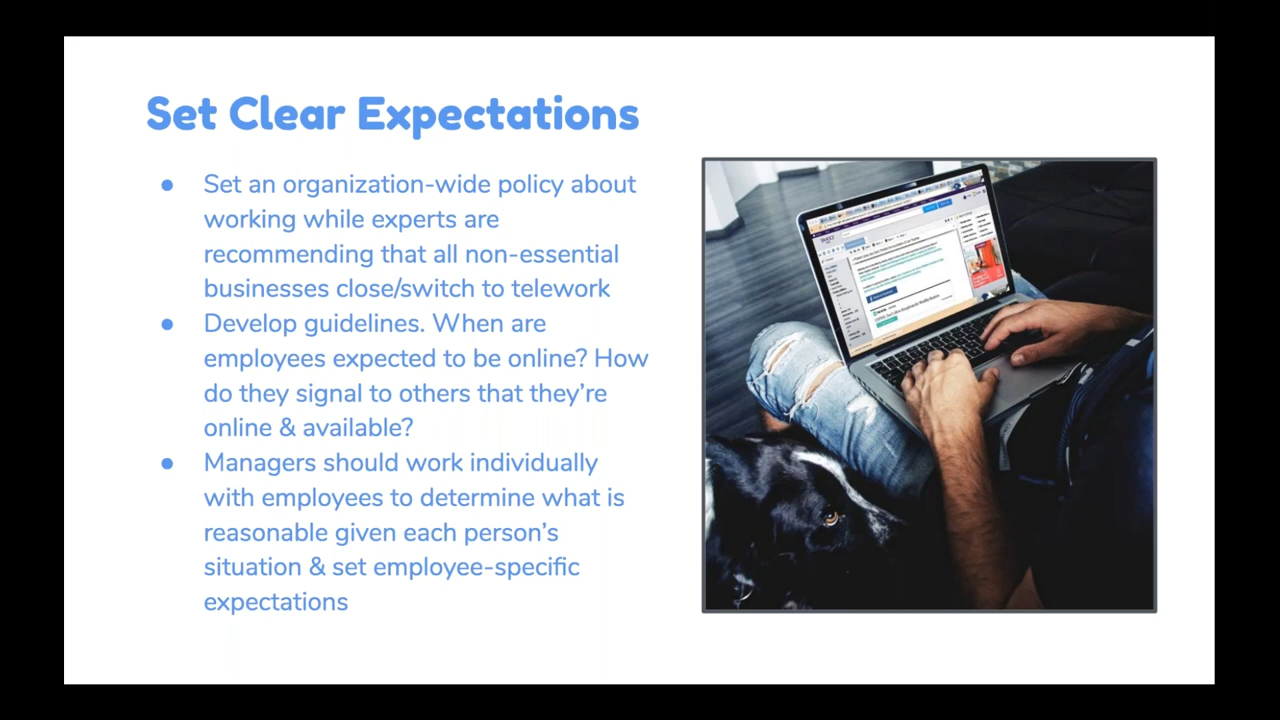 Set Clear Expectations
● Set an organization-wide policy about
working while experts are
recommending that all non-essential
businesses close/switch to telework
● Develop guidelines. When are
employees expected to be online? How
do they signal to others that they’re
online & available?
● Managers should work individually
with employees to determine what is
reasonable given each person’s
situation & set employee-specific
expectations